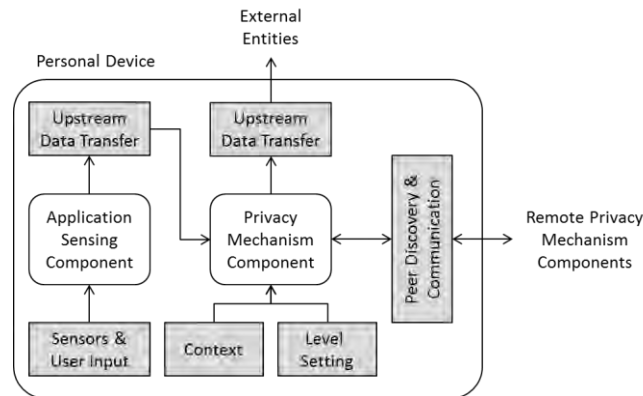 External
Entities
Personal Device
Upstream
Data Transfer
Upstream
Data Transfer
Application
Sensing
Component
Privacy
Mechanism
Component
Peer Discovery &
Communication
Remote Privacy
Mechanism
Components
Sensors &
User Input
Context
Level
Setting